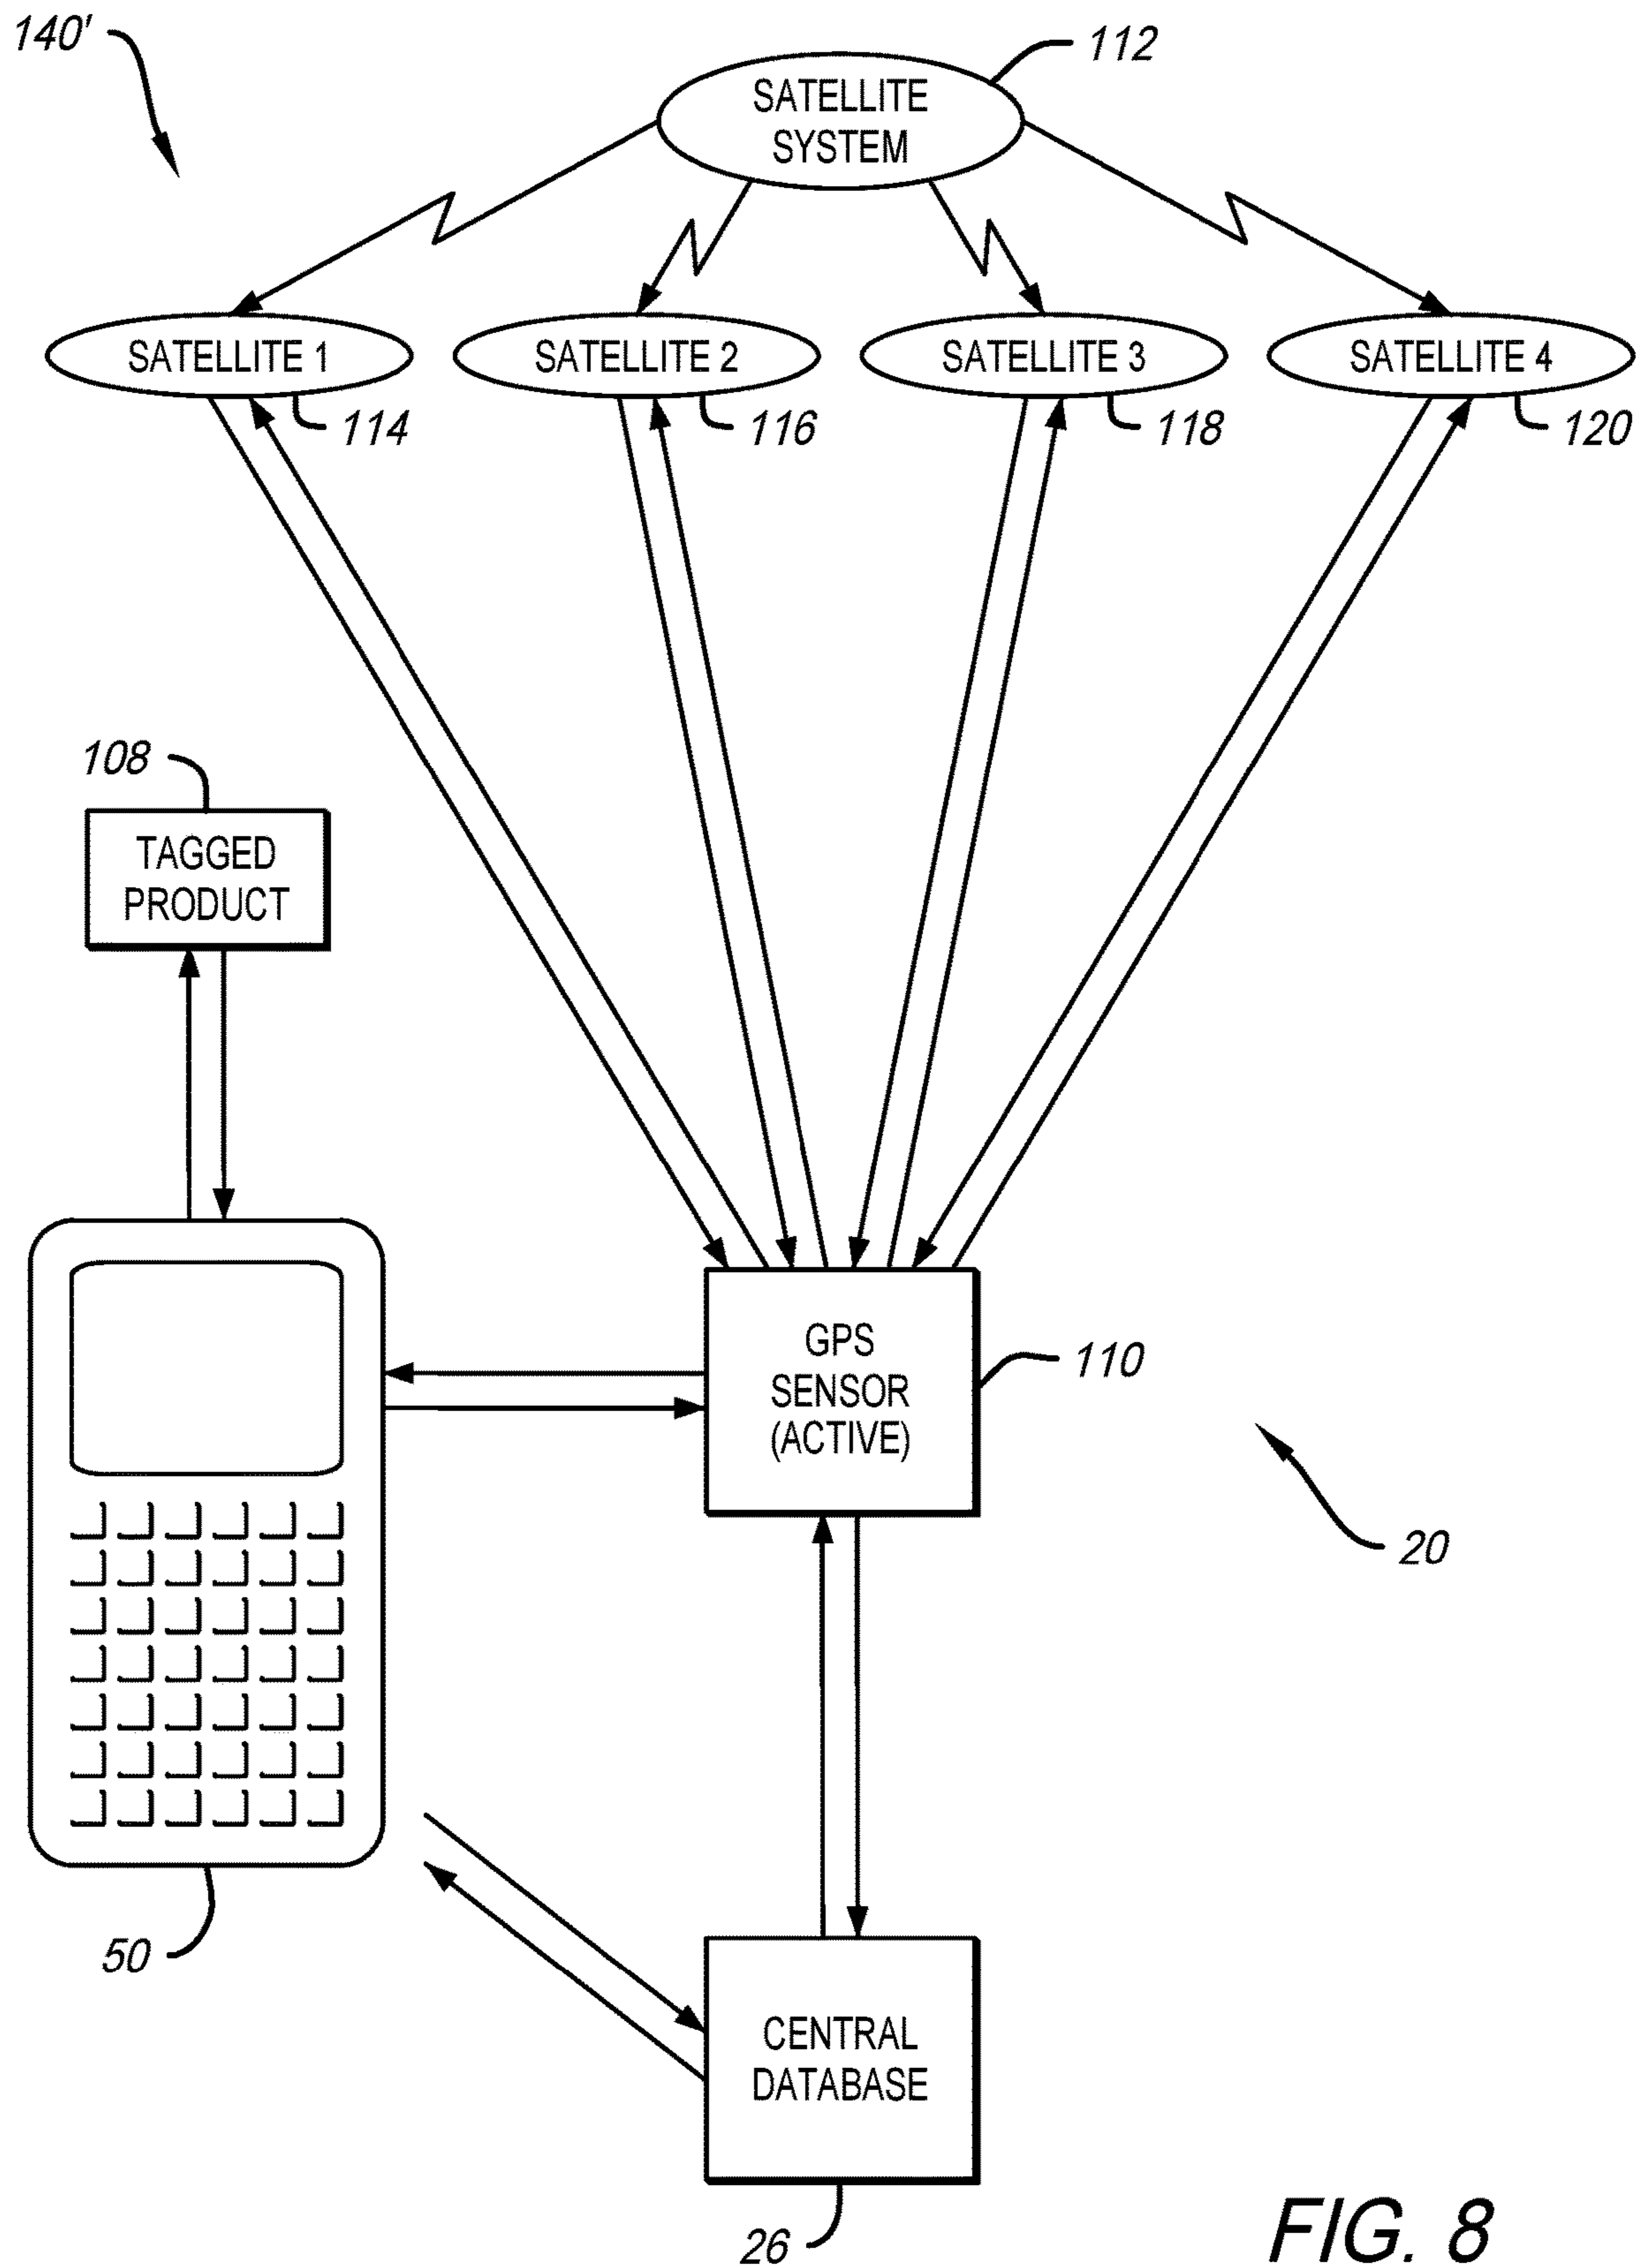 140'
112
SATELLITE
SYSTEM
SATELLITE 1
SATELLITE 2
SATELLITE 3
SATELLITE 4
114
116
118
120
108
TAGGED
PRODUCT
GPS
SENSOR
(ACTIVE)
110
20
50
CENTRAL
DATABASE
26
FIG. 8